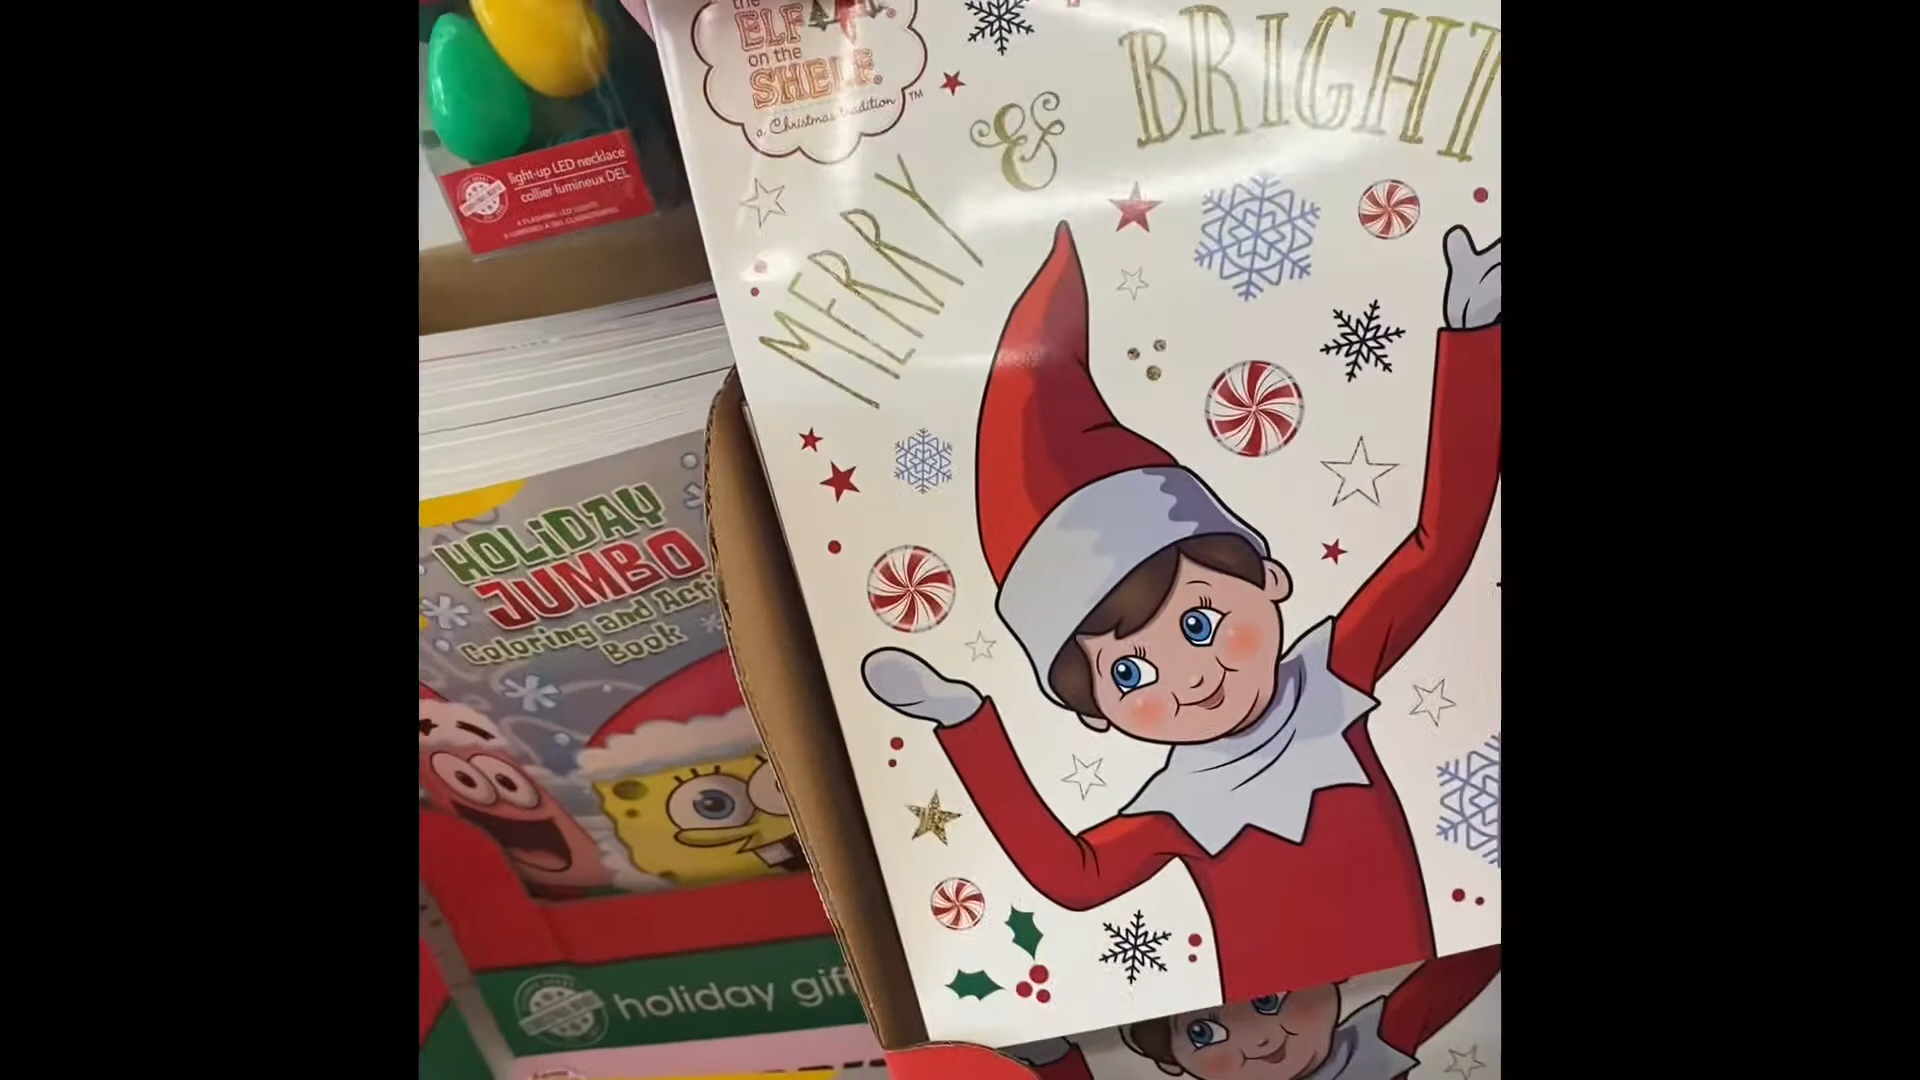 the
ELF
on the
SHELF
a Christmas tradition
TM
MERRY
&
BRIGHT
light-up LED necklace
collier lumineux DEL
HOLiDAY
JUMBO
Coloring and Acti
Book
holiday gif